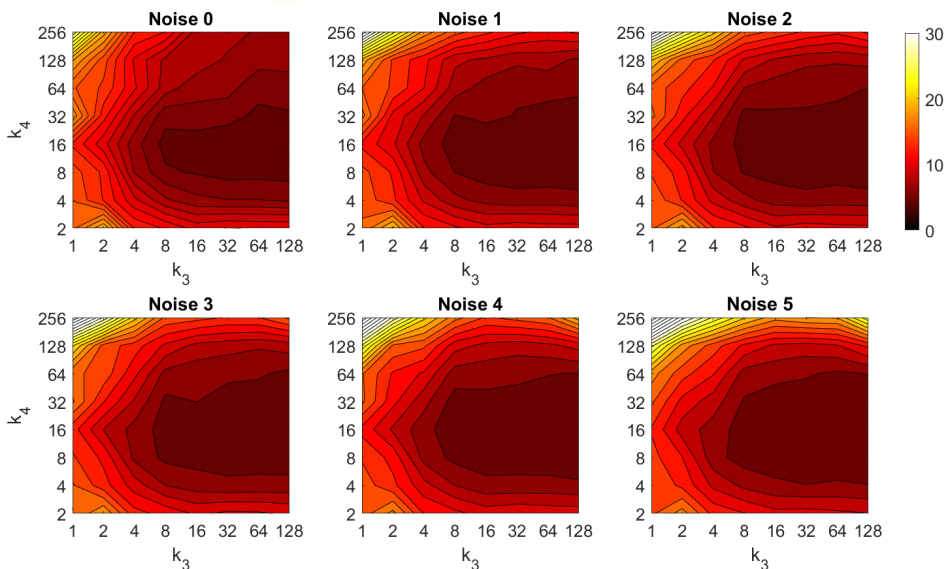 Noise 0 Noise 1 Noise 2
256 256 256 30
128 128 128
64 64 64 20
k4 32 32 32
16 16 16
8 8 8 10
4 4 4
2 2 2 0
1 2 4 8 16 32 64 128 1 2 4 8 16 32 64 128 1 2 4 8 16 32 64 128
k3 k3 k3
Noise 3 Noise 4 Noise 5
256 256 256
128 128 128
64 64 64
k4 32 32 32
16 16 16
8 8 8
4 4 4
2 2 2
1 2 4 8 16 32 64 128 1 2 4 8 16 32 64 128 1 2 4 8 16 32 64 128
k3 k3 k3